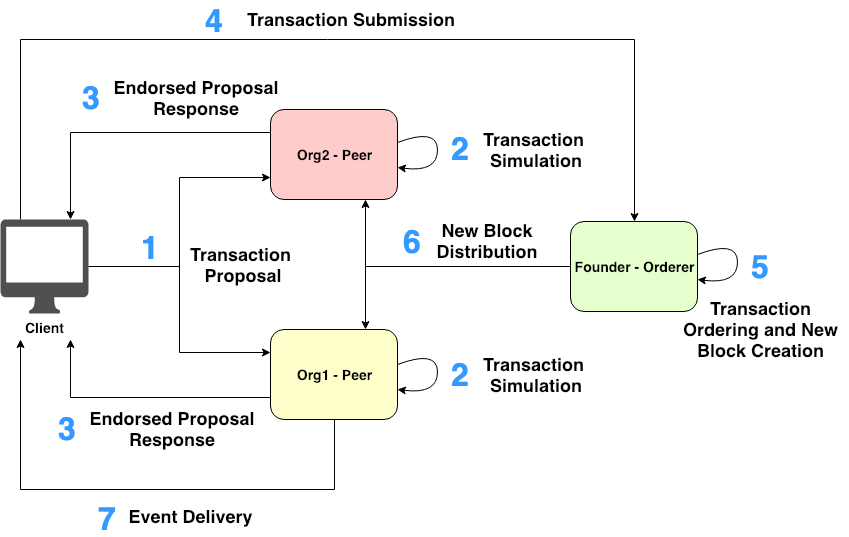 4 Transaction Submission
3 Endorsed Proposal
Response
Org2 - Peer
2 Transaction
Simulation
1
Transaction
Proposal
6 New Block
Distribution
Founder - Orderer
5
Transaction
Ordering and New
Block Creation
Client
Org1 - Peer
2 Transaction
Simulation
3 Endorsed Proposal
Response
7 Event Delivery